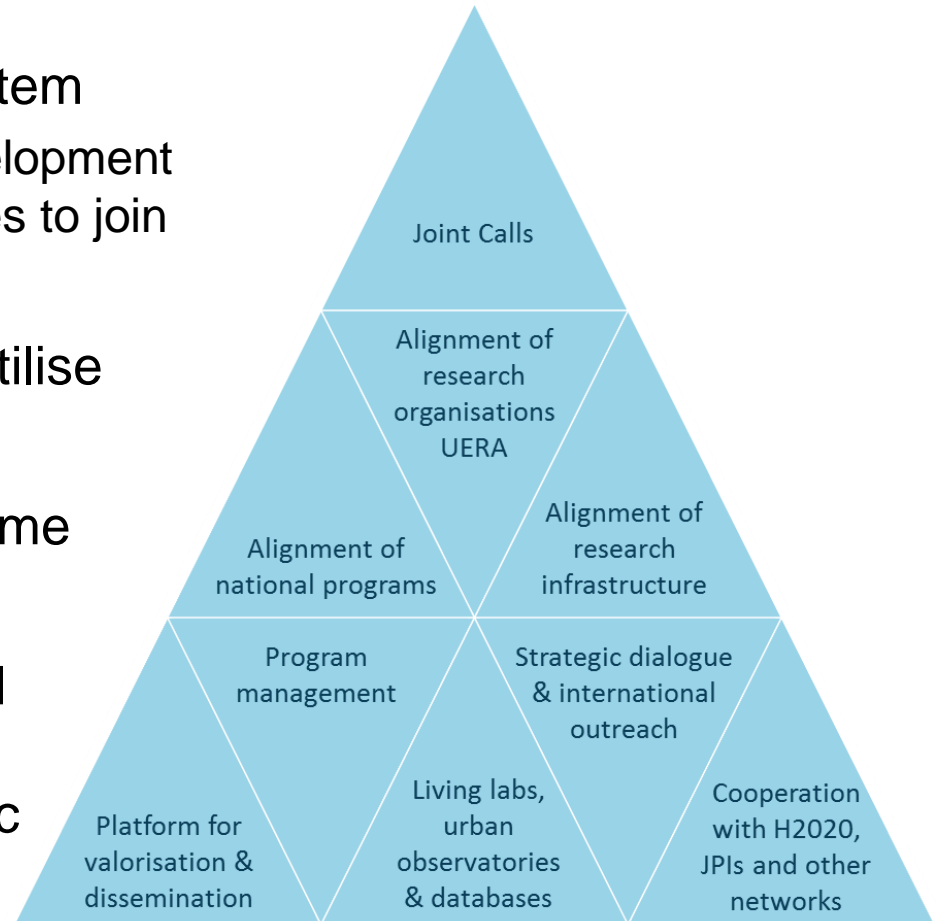 tem
elopment
es to join
tilise
me
l
c
Joint Calls
Alignment of
research
organisations
UERA
Alignment of
national programs
Alignment of
research
infrastructure
Program
management
Strategic dialogue
& international
outreach
Platform for
valorisation &
dissemination
Living labs,
urban
observatories
& databases
Cooperation
with H2020,
JPIs and other
networks